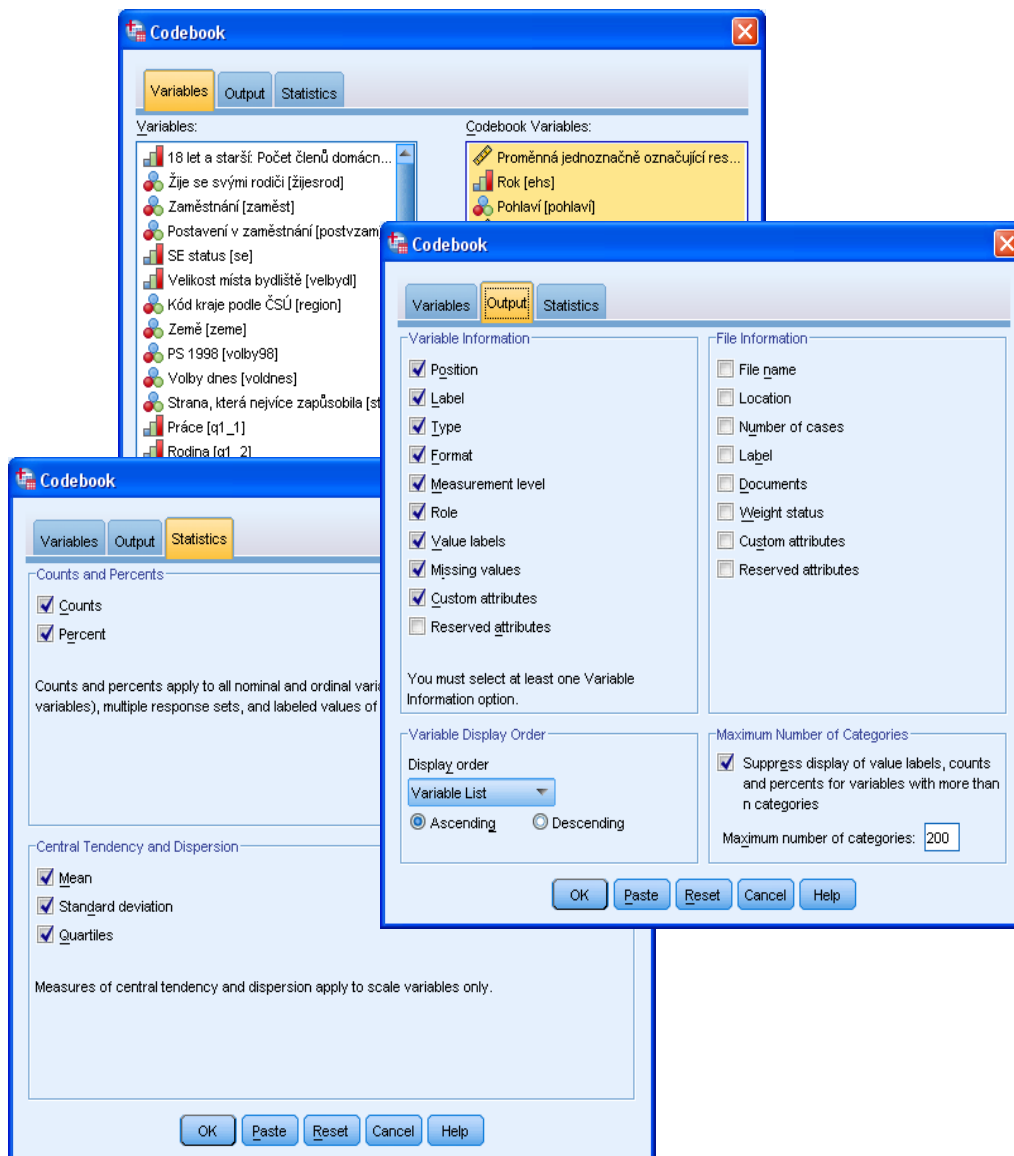 Codebook
Variables Output Statistics
Variables: Codebook Variables:
18 let a starší: Počet členů domácn...
Žije se svými rodiči [žijesrod]
Zaměstnání [zaměst]
Postavení v zaměstnání [postvzam]
SE status [se]
Velikost místa bydliště [velbydl]
Kód kraje podle ČSÚ [region]
Země [zeme]
PS 1998 [volby98]
Volby dnes [voldnes]
Strana, která nejvíce zapůsobila [st
Práce [q1_1]
Rodina [q1_2]
Proměnná jednoznačně označující res...
Rok [ehs]
Pohlaví [pohlaví]
Codebook
Variables Output Statistics
Variable Information
Position
Label
Type
Format
Measurement level
Role
Value labels
Missing values
Custom attributes
Reserved attributes
You must select at least one Variable
Information option.
File Information
File name
Location
Number of cases
Label
Documents
Weight status
Custom attributes
Reserved attributes
Variable Display Order
Display order
Variable List
Ascending Descending
Maximum Number of Categories
Suppress display of value labels, counts
and percents for variables with more than
n categories
Maximum number of categories: 200
OK Paste Reset Cancel Help
Codebook
Variables Output Statistics
Counts and Percents
Counts
Percent
Counts and percents apply to all nominal and ordinal varia
variables), multiple response sets, and labeled values of
Central Tendency and Dispersion
Mean
Standard deviation
Quartiles
Measures of central tendency and dispersion apply to scale variables only.
OK Paste Reset Cancel Help